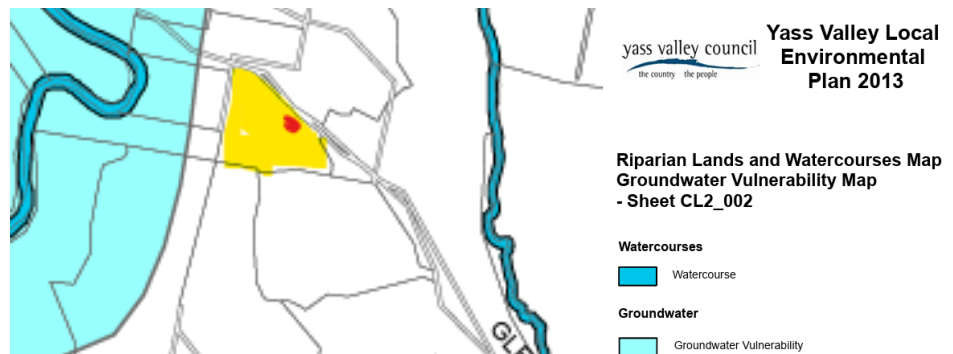 yass valley council
the country the people
Yass Valley Local
Environmental
Plan 2013
Riparian Lands and Watercourses Map
Groundwater Vulnerability Map
- Sheet CL2_002
Watercourses
Watercourse
Groundwater
Groundwater Vulnerability